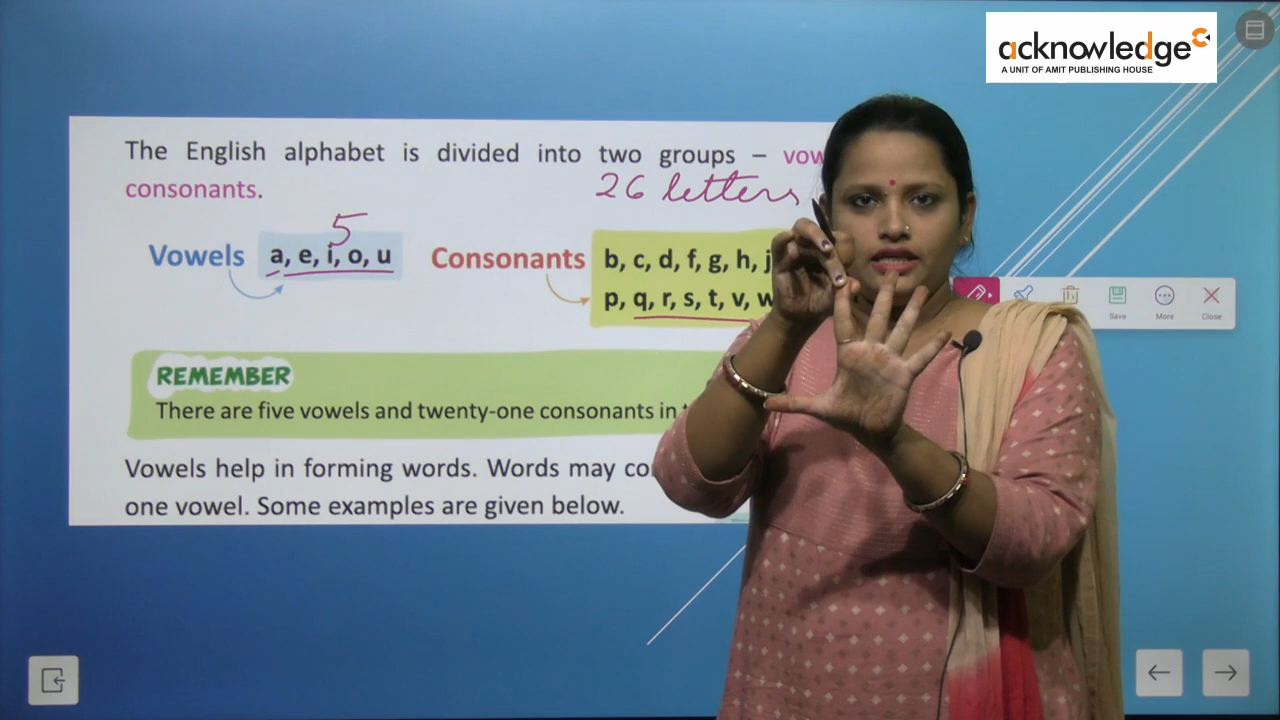 acknowledge
A UNIT OF AMIT PUBLISHING HOUSE
The English alphabet is divided into two groups –
consonants.
26 letters
5
Vowels a, e, i, o, u
Consonants b, c, d, f, g, h, j
p, q, r, s, t, v, w
REMEMBER
There are five vowels and twenty-one consonants in
Vowels help in forming words. Words may
one vowel. Some examples are given below.
Save More Close